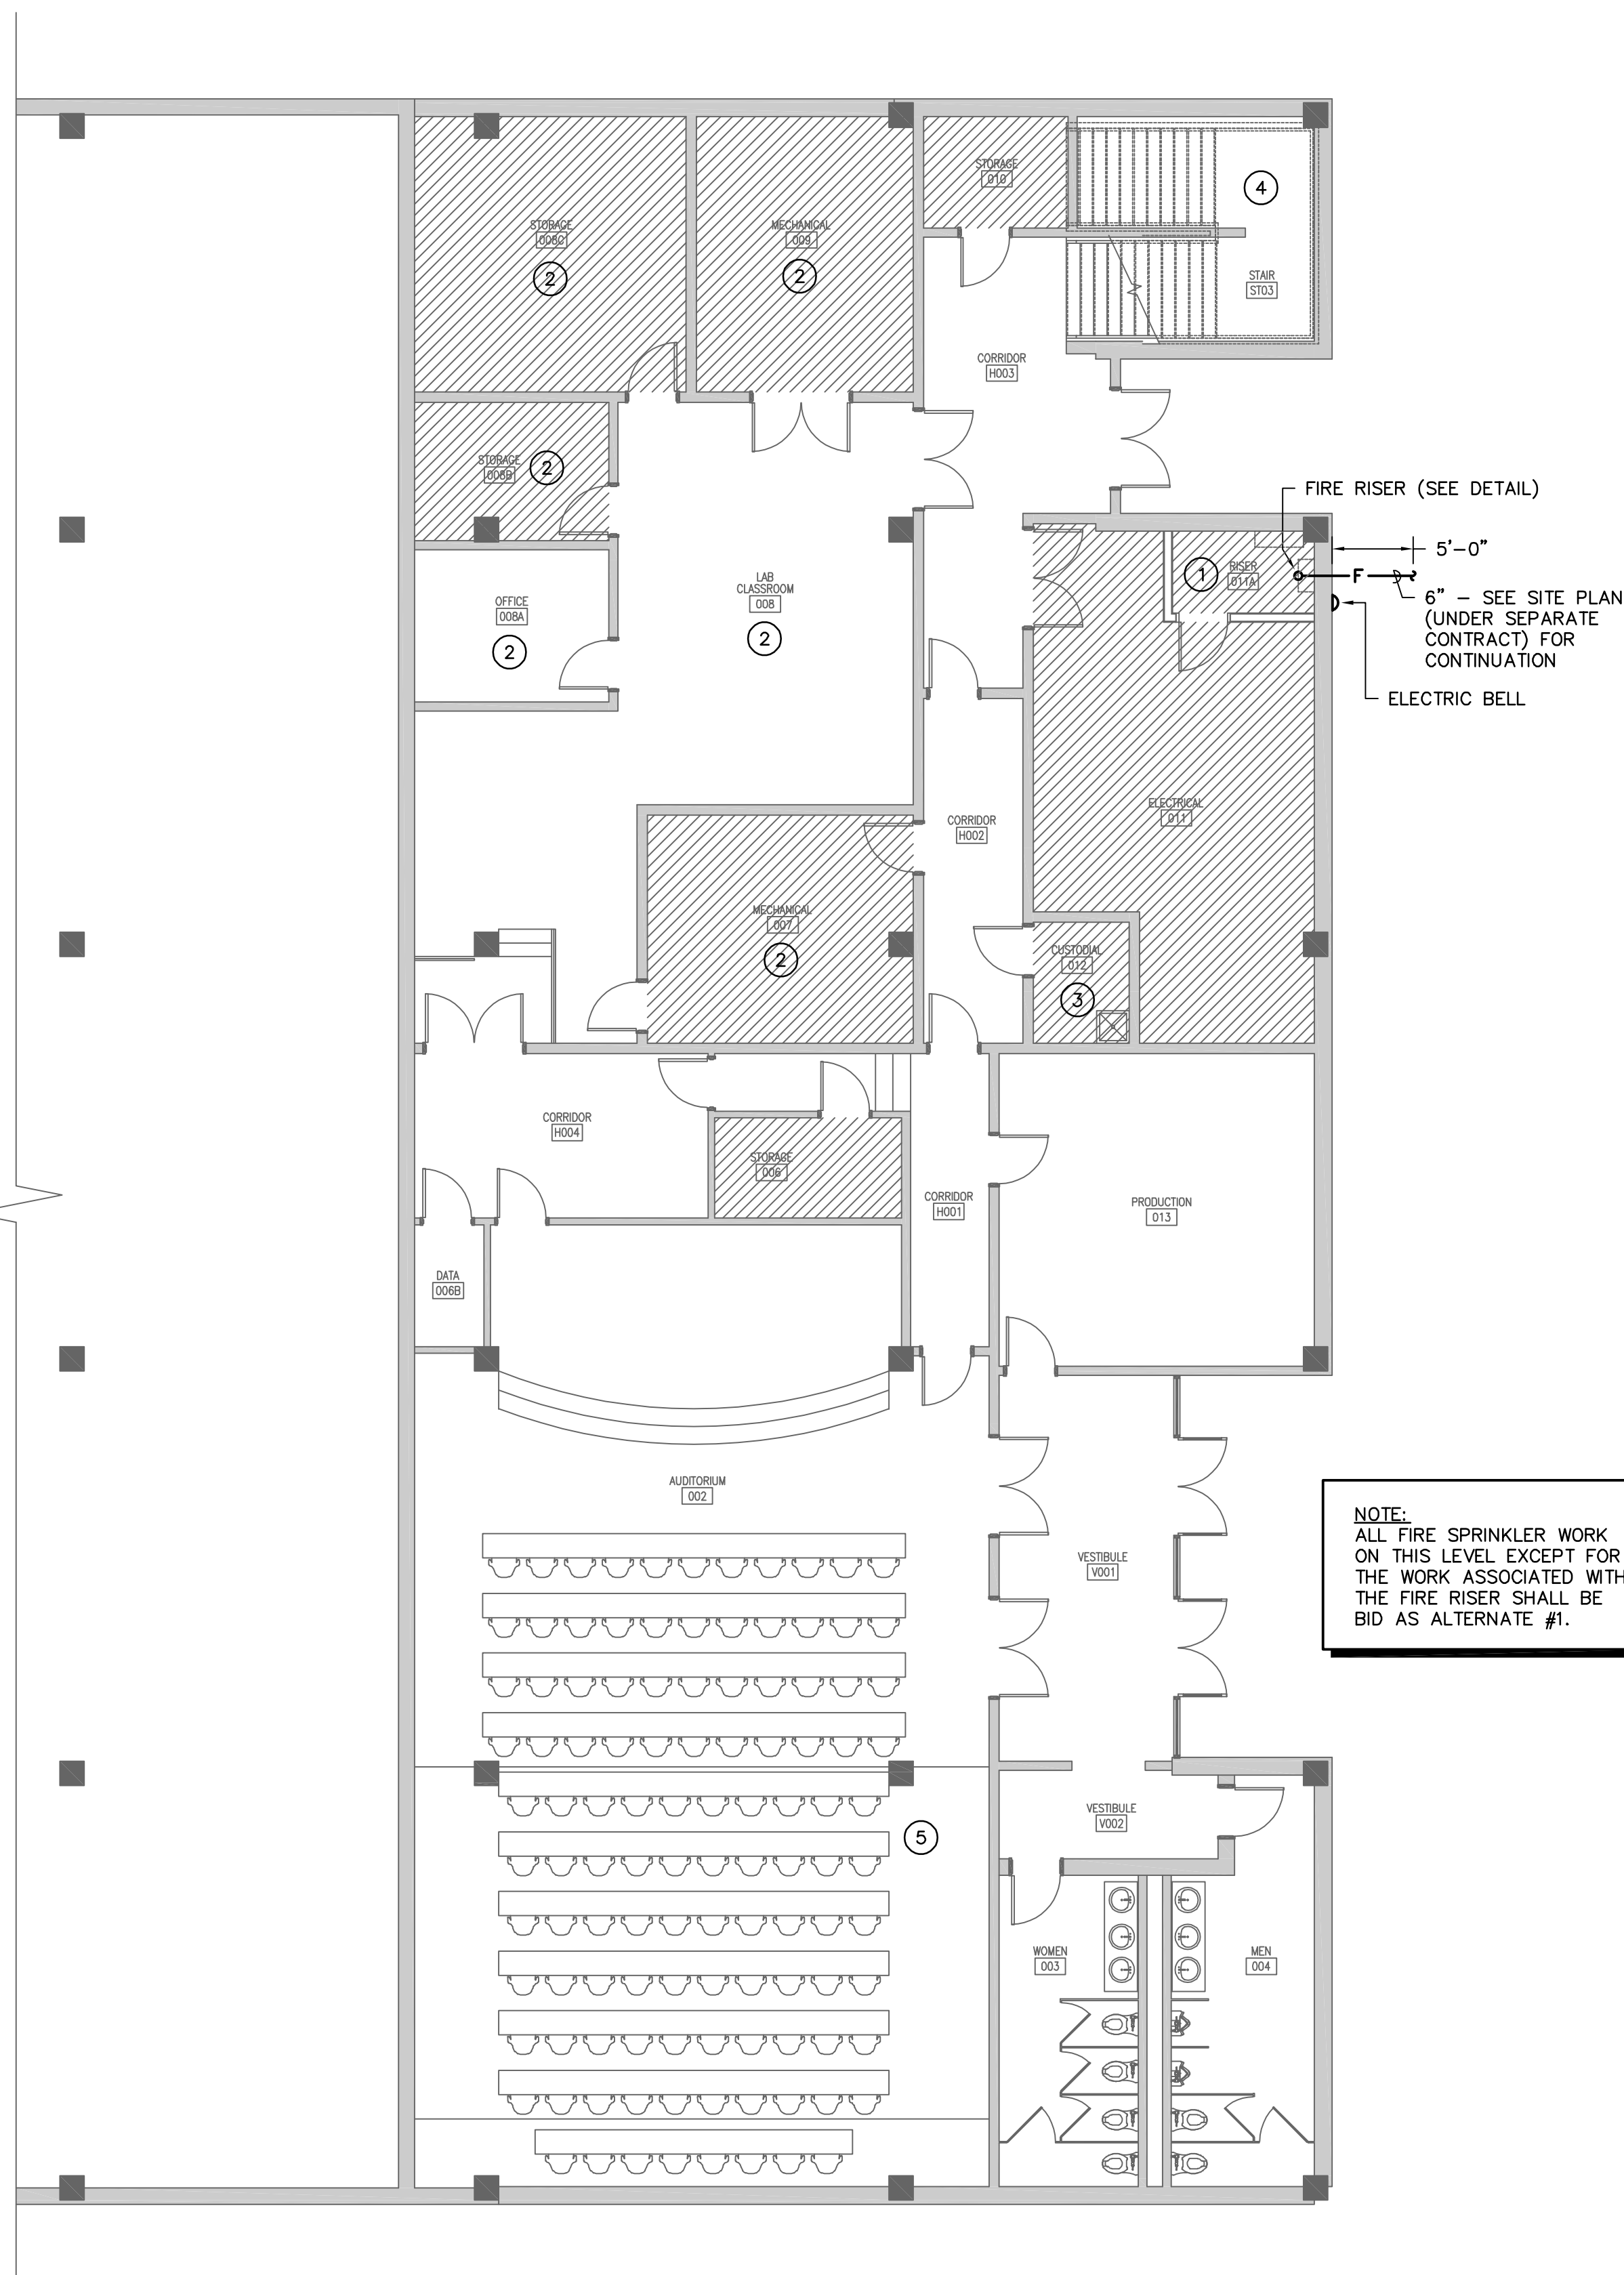 STORAGE
008C
2
MECHANICAL
009
2
STORAGE
010
4
STAIR
ST03
CORRIDOR
H003
STORAGE
008B
2
FIRE RISER (SEE DETAIL)
5'-0"
1
RISER
011A
F
6" - SEE SITE PLAN
(UNDER SEPARATE
CONTRACT) FOR
CONTINUATION
ELECTRIC BELL
OFFICE
008A
2
LAB
CLASSROOM
008
2
ELECTRICAL
011
CORRIDOR
H002
MECHANICAL
007
2
CUSTODIAL
012
3
CORRIDOR
H004
STORAGE
006
CORRIDOR
H001
PRODUCTION
013
DATA
006B
AUDITORIUM
002
NOTE:
ALL FIRE SPRINKLER WORK
ON THIS LEVEL EXCEPT FOR
THE WORK ASSOCIATED WITH
THE FIRE RISER SHALL BE
BID AS ALTERNATE #1.
VESTIBULE
V001
VESTIBULE
V002
5
WOMEN
003
MEN
004